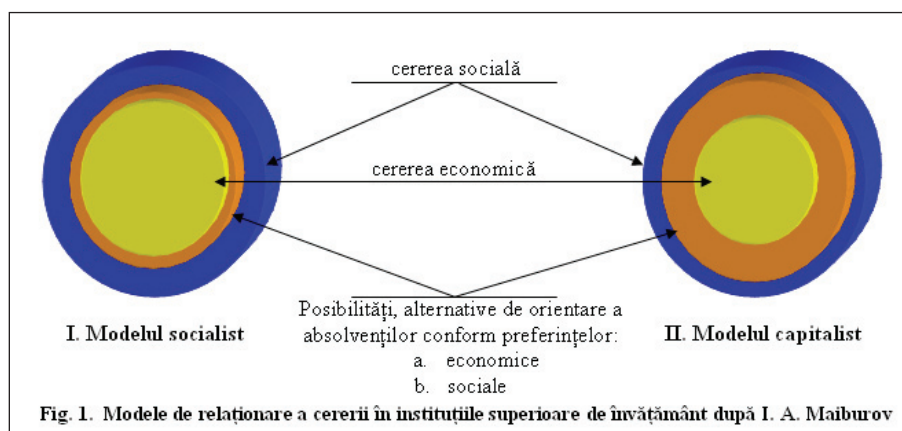 cererea socială
cererea economică
Posibilități, alternative de orientare a
absolvenților conform preferințelor:
a. economice
b. sociale
I. Modelul socialist
II. Modelul capitalist
Fig. 1. Modele de relaționare a cererii în instituțiile superioare de învățământ după I. A. Maiburov